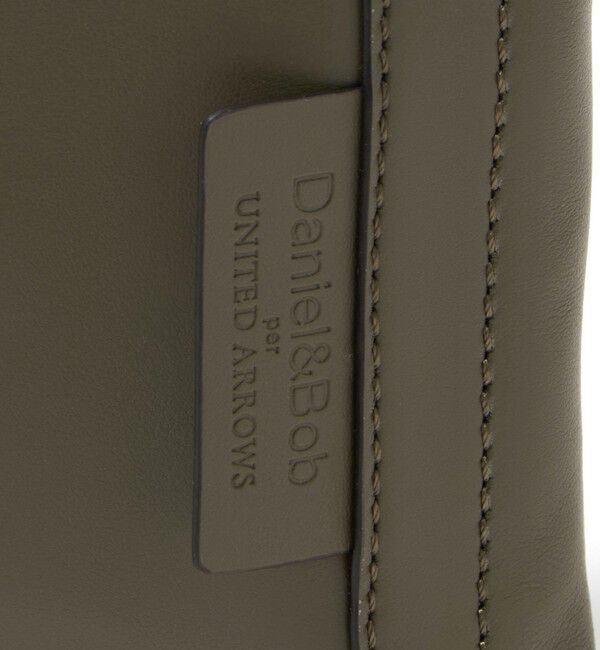 Daniel&Bob
per
UNITED ARROWS